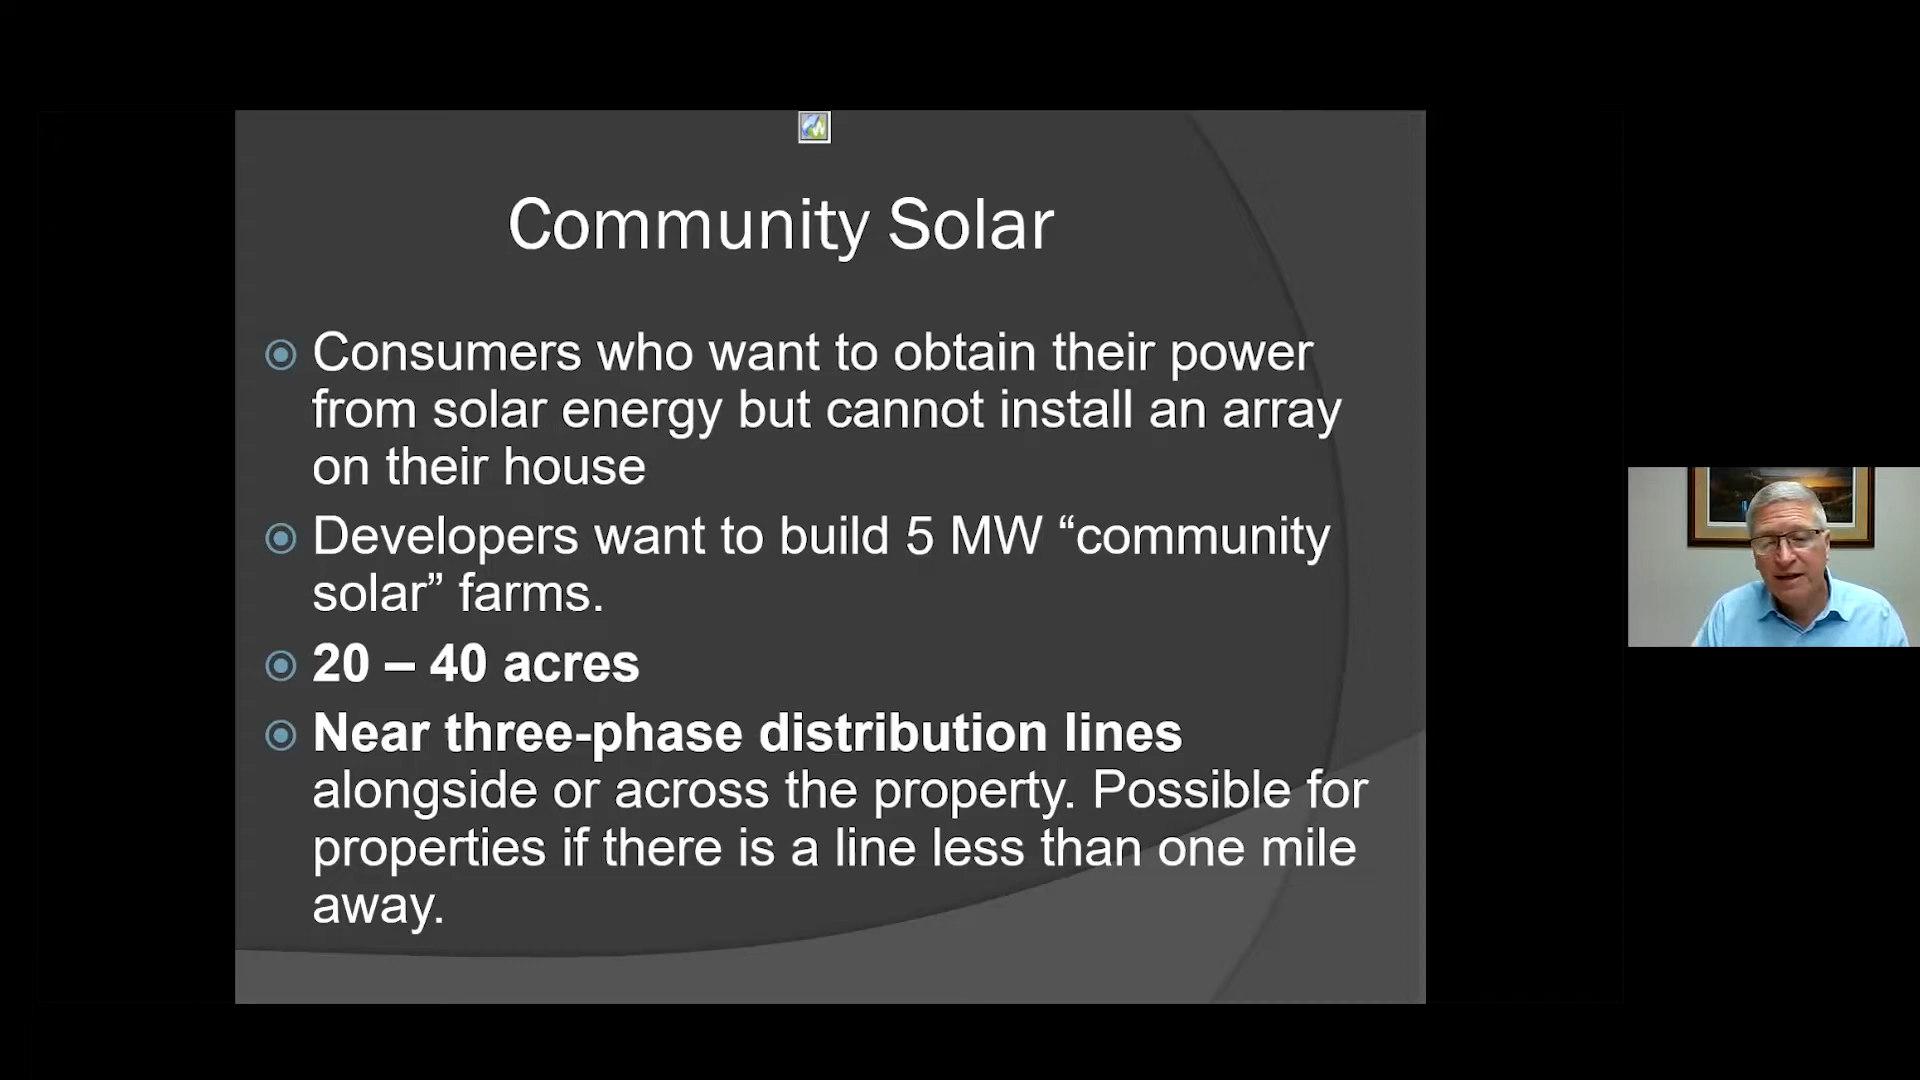 Community Solar
Consumers who want to obtain their power
from solar energy but cannot install an array
on their house
Developers want to build 5 MW “community
solar” farms.
20 – 40 acres
Near three-phase distribution lines
alongside or across the property. Possible for
properties if there is a line less than one mile
away.